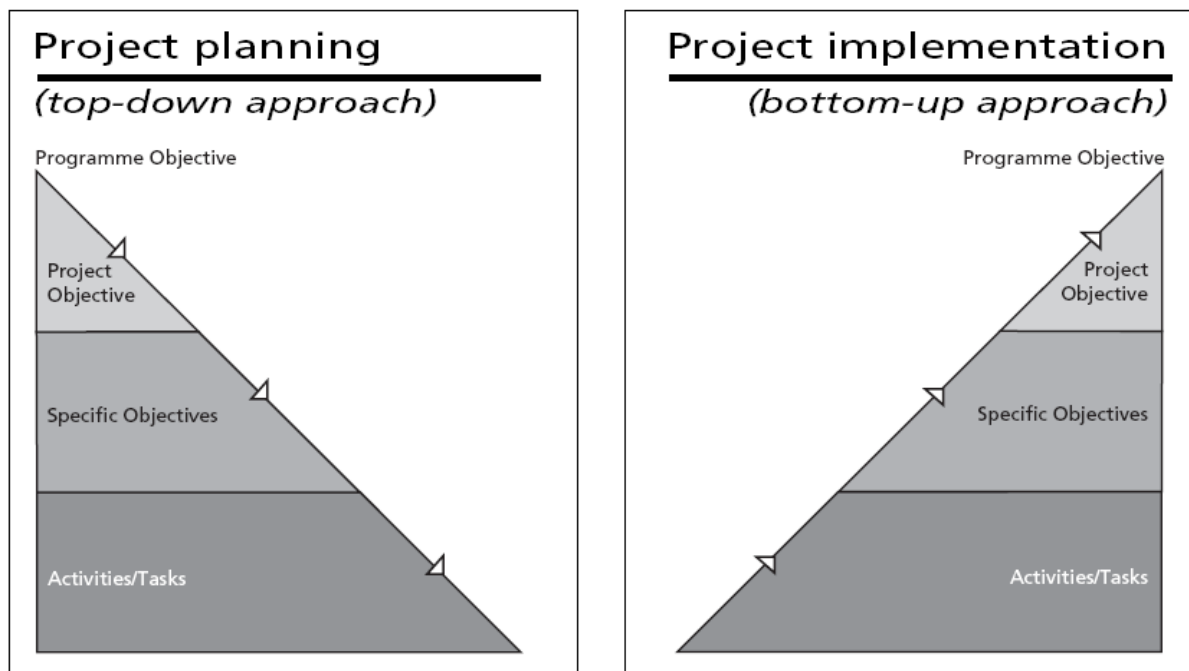 Project planning
(top-down approach)
Programme Objective
Project
Objective
Specific Objectives
Activities/Tasks
Project implementation
(bottom-up approach)
Programme Objective
Project
Objective
Specific Objectives
Activities/Tasks